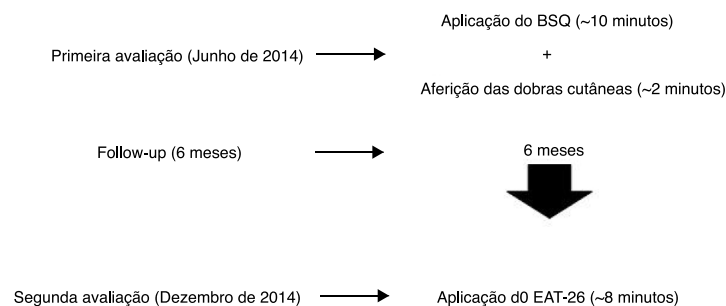 Aplicação do BSQ (~10 minutos)
Primeira avaliação (Junho de 2014)
+
Aferição das dobras cutâneas (~2 minutos)
Follow-up (6 meses)
6 meses
Segunda avaliação (Dezembro de 2014)
Aplicação d0 EAT-26 (~8 minutos)